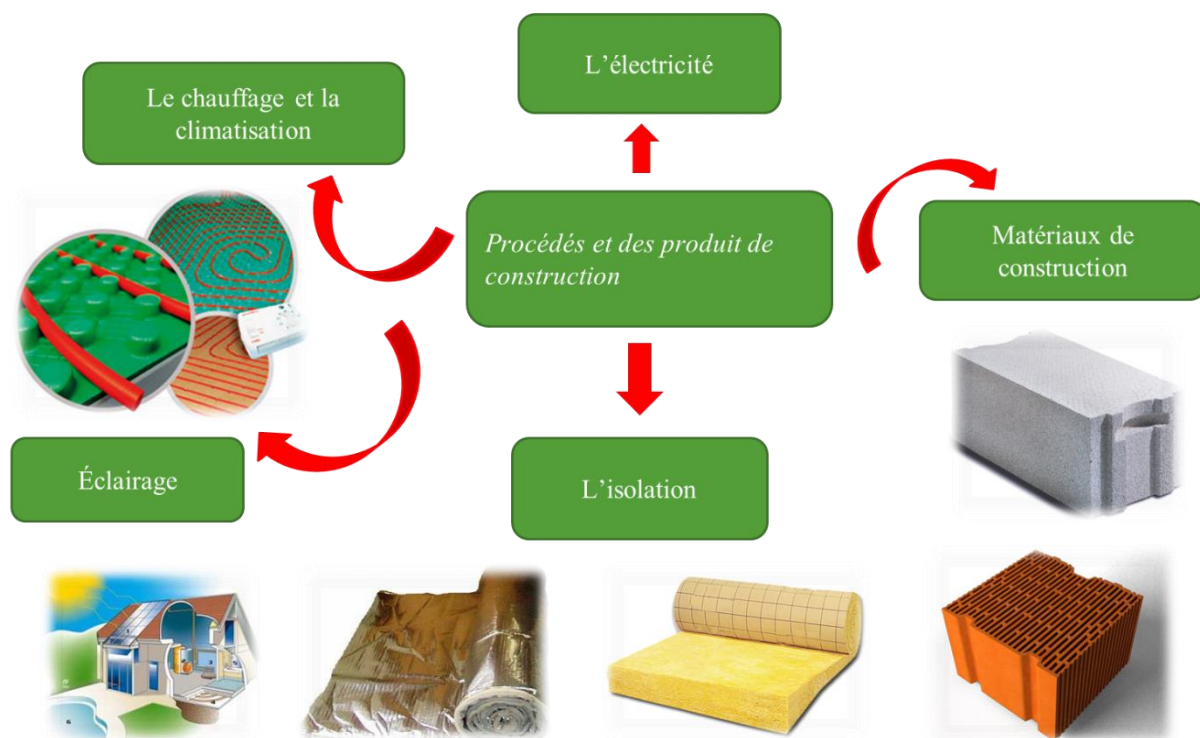 L’électricité
Le chauffage et la
climatisation
Procédés et des produit de
construction
Matériaux de
construction
Éclairage
L’isolation